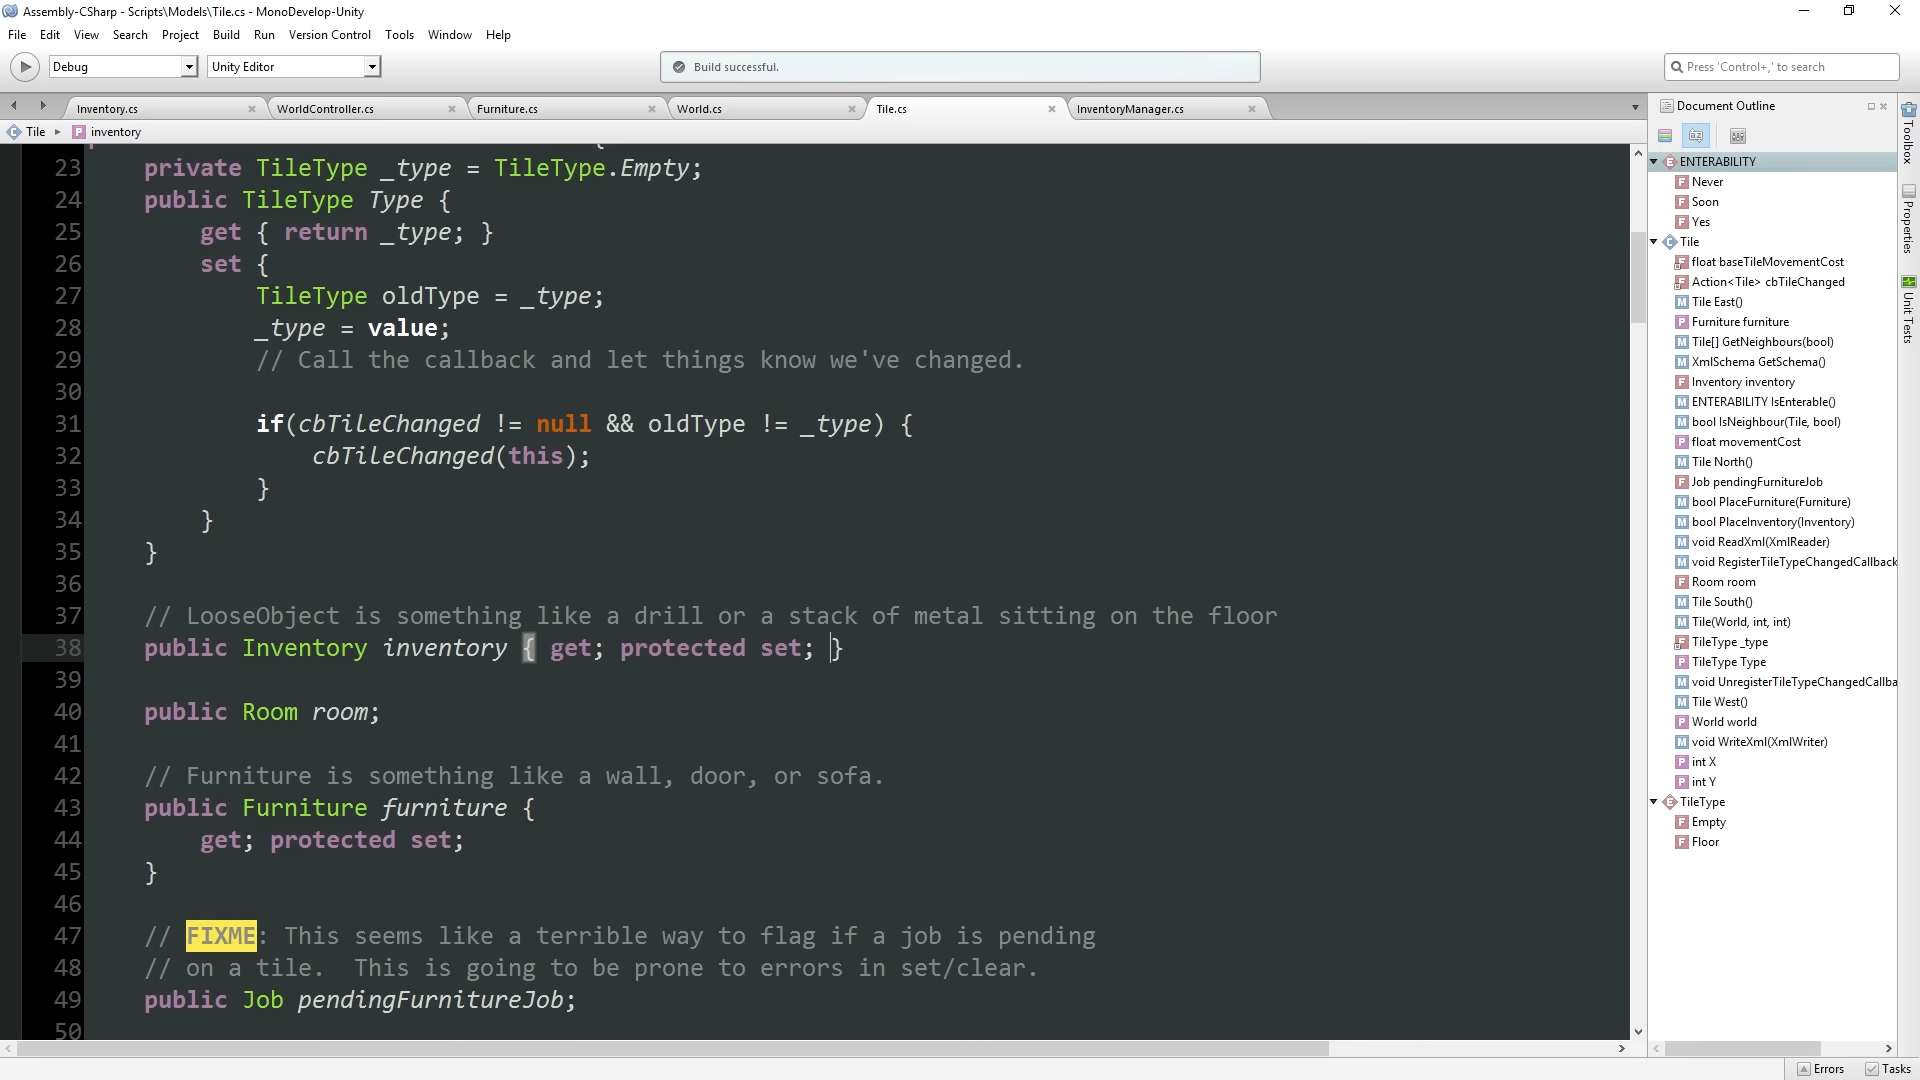 Assembly-CSharp - Scripts\Models\Tile.cs - MonoDevelop-Unity
File Edit View Search Project Build Run Version Control Tools Window Help
Debug Unity Editor Build successful. Press 'Control+,' to search
Inventory.cs WorldController.cs Furniture.cs World.cs Tile.cs InventoryManager.cs
Tile inventory
23 private TileType _type = TileType.Empty;
24 public TileType Type {
25 get { return _type; }
26 set {
27 TileType oldType = _type;
28 _type = value;
29 // Call the callback and let things know we've changed.
30
31 if(cbTileChanged != null && oldType != _type) {
32 cbTileChanged(this);
33 }
34 }
35 }
36
37 // LooseObject is something like a drill or a stack of metal sitting on the floor
38 public Inventory inventory { get; protected set; }
39
40 public Room room;
41
42 // Furniture is something like a wall, door, or sofa.
43 public Furniture furniture {
44 get; protected set;
45 }
46
47 // FIXME: This seems like a terrible way to flag if a job is pending
48 // on a tile.  This is going to be prone to errors in set/clear.
49 public Job pendingFurnitureJob;
50
Document Outline
ENTERABILITY
Never
Soon
Yes
Tile
float baseTileMovementCost
Action<Tile> cbTileChanged
Tile East()
Furniture furniture
Tile[] GetNeighbours(bool)
XmlSchema GetSchema()
Inventory inventory
ENTERABILITY IsEnterable()
bool IsNeighbour(Tile, bool)
float movementCost
Tile North()
Job pendingFurnitureJob
bool PlaceFurniture(Furniture)
bool PlaceInventory(Inventory)
void ReadXml(XmlReader)
void RegisterTileTypeChangedCallback
Room room
Tile South()
Tile(World, int, int)
TileType _type
TileType Type
void UnregisterTileTypeChangedCallba
Tile West()
World world
void WriteXml(XmlWriter)
int X
int Y
TileType
Empty
Floor
Toolbox
Properties
Unit Tests
Errors Tasks